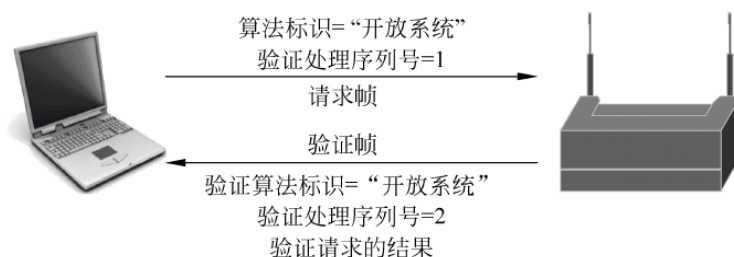 算法标识=“开放系统”
验证处理序列号=1
请求帧
验证帧
验证算法标识=“开放系统”
验证处理序列号=2
验证请求的结果